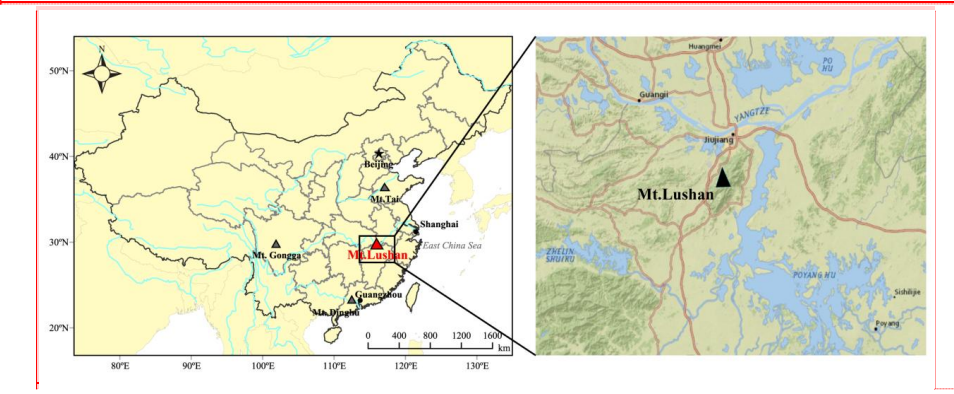 N
50°N
40°N
30°N
20°N
80°E
90°E
100°E
110°E
120°E
130°E
Beijing
Mt.Tai
Shanghai
East China Sea
Mt. Gongga
Mt.Lushan
Guangzhou
Mt.Dinghu
0 400 800 1200 1600
km
Huangmei
PO
HU
Guangji
YANGTZE
Jiujiang
Mt.Lushan
ZHELIN
SHUIKU
POYANG HU
Sishilijie
Poyang